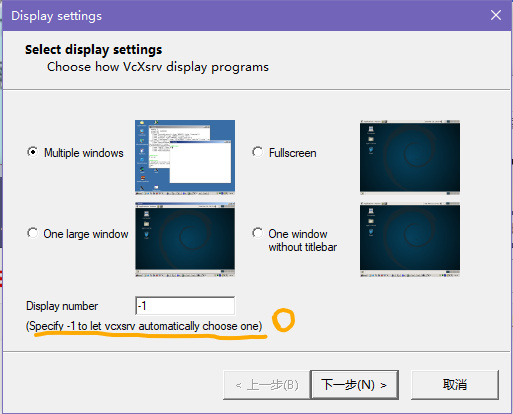 Display settings
Select display settings
Choose how VcXsrv display programs
Multiple windows
Fullscreen
One large window
One window
without titlebar
Display number
-1
(Specify -1 to let vcxsrv automatically choose one)
0
< 上一步(B)
下一步(N) >
取消